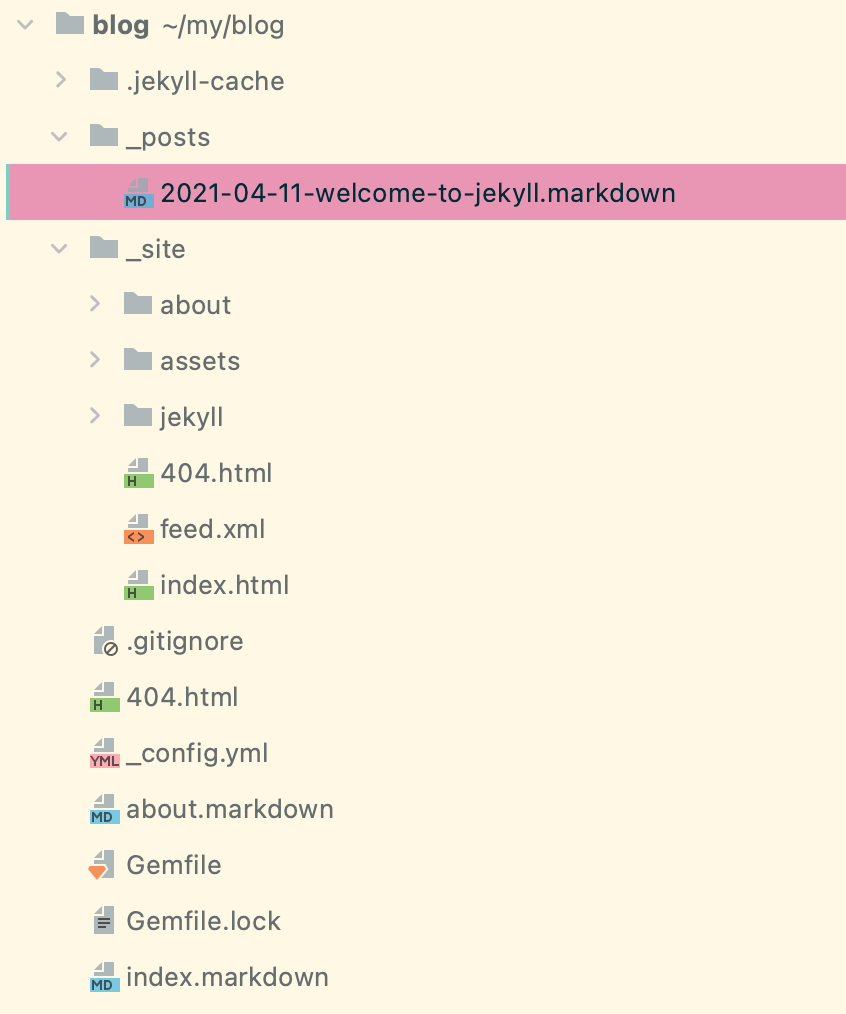 blog ~/my/blog
.jekyll-cache
_posts
MD 2021-04-11-welcome-to-jekyll.markdown
_site
about
assets
jekyll
H 404.html
<> feed.xml
H index.html
.gitignore
H 404.html
YML _config.yml
MD about.markdown
Gemfile
Gemfile.lock
MD index.markdown